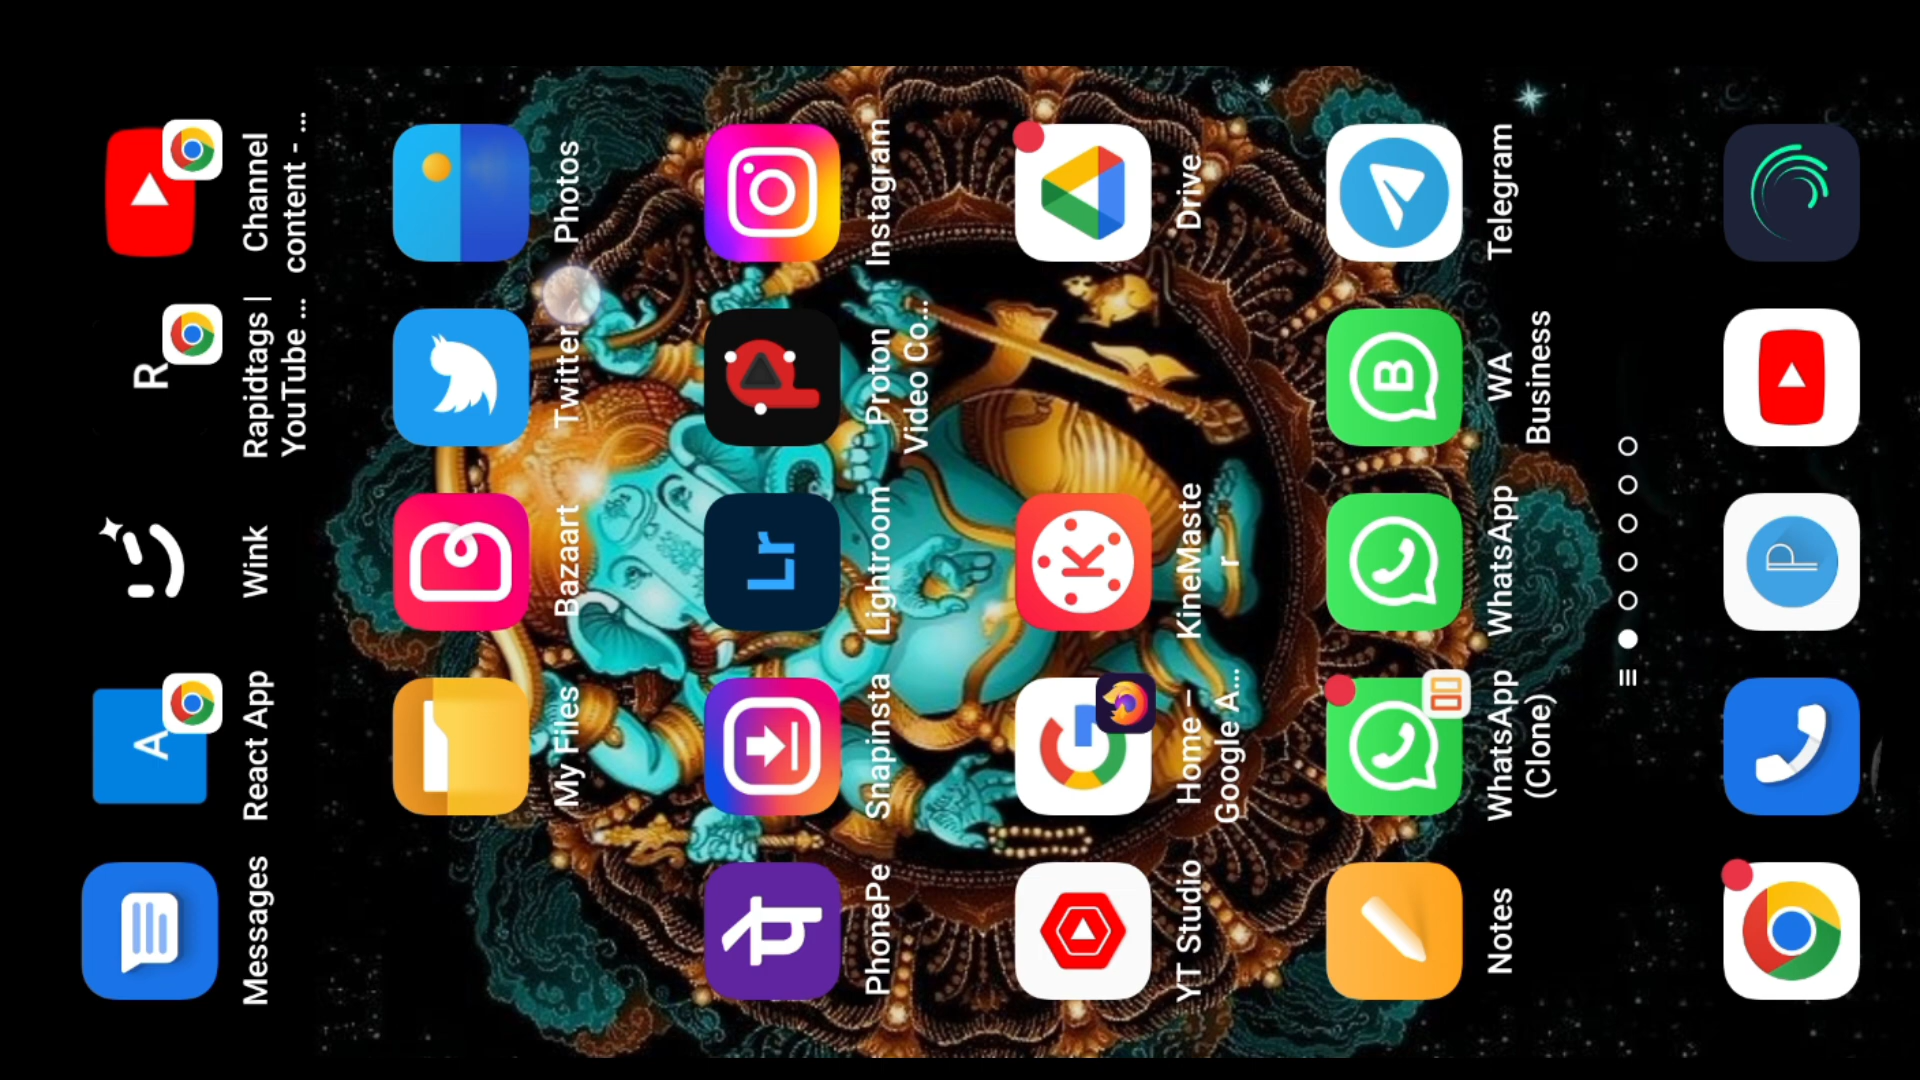 A
R
Messages
React App
Wink
Rapidtags |
YouTube ...
Channel
content - ...
My Files
Bazaart
Twitter
Photos
पे
Lr
PhonePe
Snapinsta
Lightroom
Proton
Video Co...
Instagram
G
K
YT Studio
Home –
Google A...
KineMaste
r
Drive
B
Notes
WhatsApp
(Clone)
WhatsApp
WA
Business
Telegram
P